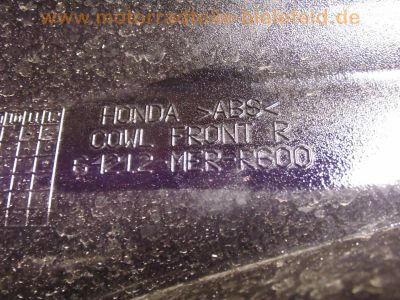 www.motorradteile-bielefeld.de
HONDA >ABS<
COWL FRONT R
64212 MER-R600